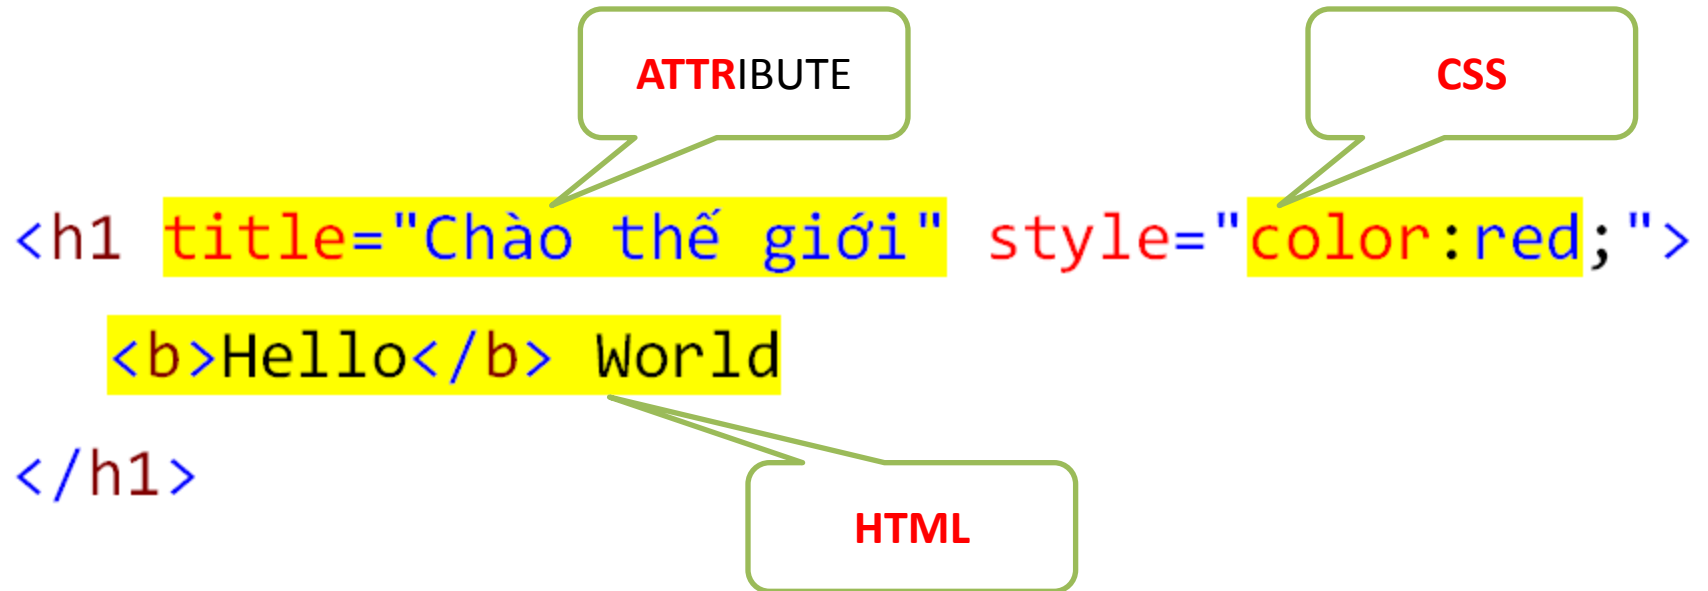 ATTRIBUTE
CSS
<h1 title="Chào thế giới" style="color:red;">
<b>Hello</b> World
</h1>
HTML